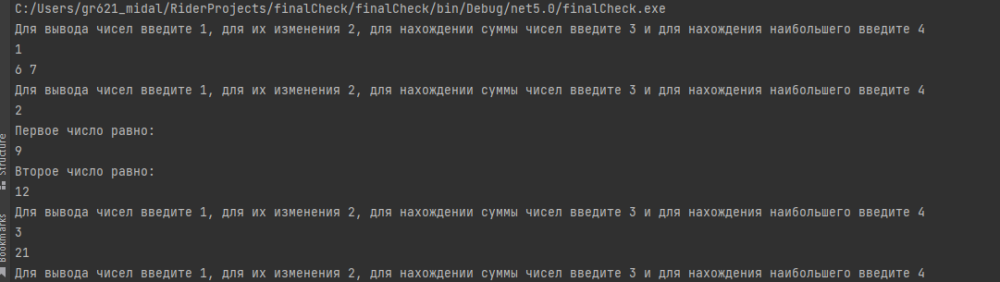 C:/Users/gr621_midal/RiderProjects/finalCheck/finalCheck/bin/Debug/net5.0/finalCheck.exe
Для вывода чисел введите 1, для их изменения 2, для нахождении суммы чисел введите 3 и для нахождения наибольшего введите 4
1
6 7
Для вывода чисел введите 1, для их изменения 2, для нахождении суммы чисел введите 3 и для нахождения наибольшего введите 4
2
Первое число равно:
9
Второе число равно:
12
Для вывода чисел введите 1, для их изменения 2, для нахождении суммы чисел введите 3 и для нахождения наибольшего введите 4
3
21
Для вывода чисел введите 1, для их изменения 2, для нахождении суммы чисел введите 3 и для нахождения наибольшего введите 4
Structure
Bookmarks